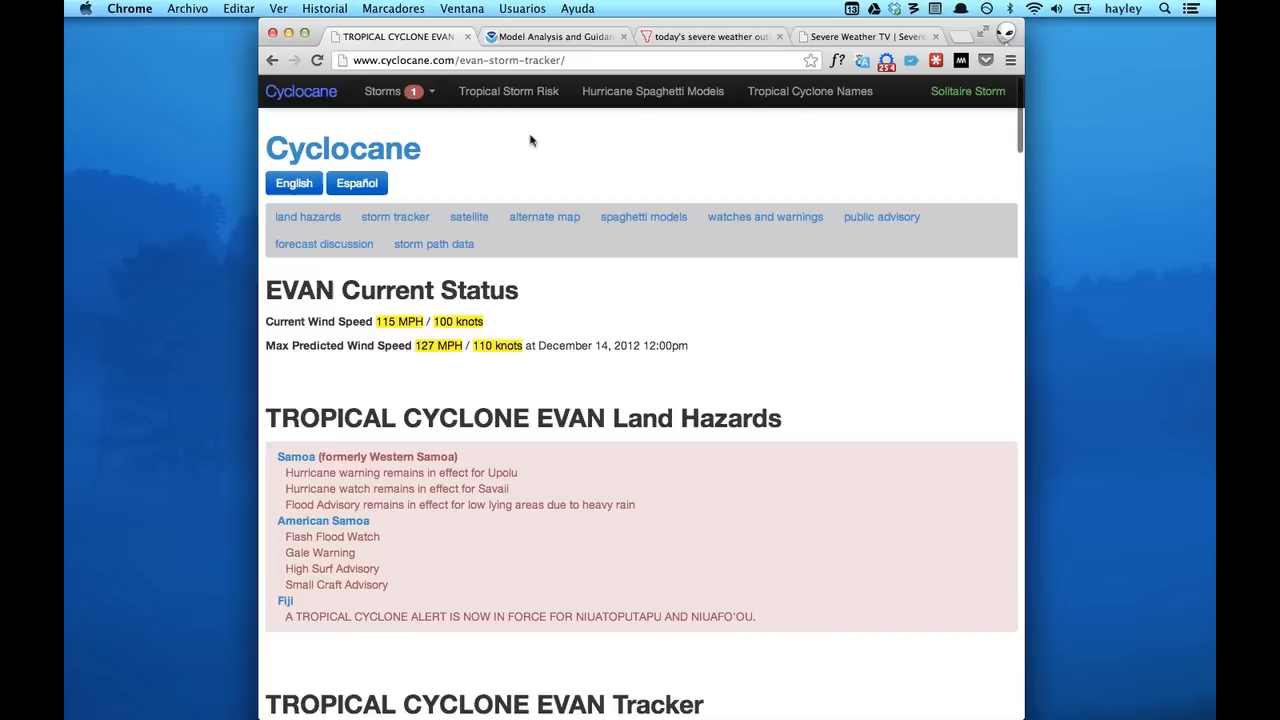 Chrome Archivo Editar Ver Historial Marcadores Ventana Usuarios Ayuda hayley
TROPICAL CYCLONE EVAN Model Analysis and Guidan today's severe weather out Severe Weather TV | Severe
www.cyclocane.com/evan-storm-tracker/ f? 254
Cyclocane Storms 1 Tropical Storm Risk Hurricane Spaghetti Models Tropical Cyclone Names Solitaire Storm
Cyclocane
English Español
land hazards storm tracker satellite alternate map spaghetti models watches and warnings public advisory
forecast discussion storm path data
EVAN Current Status
Current Wind Speed 115 MPH / 100 knots
Max Predicted Wind Speed 127 MPH / 110 knots at December 14, 2012 12:00pm
TROPICAL CYCLONE EVAN Land Hazards
Samoa (formerly Western Samoa)
Hurricane warning remains in effect for Upolu
Hurricane watch remains in effect for Savaii
Flood Advisory remains in effect for low lying areas due to heavy rain
American Samoa
Flash Flood Watch
Gale Warning
High Surf Advisory
Small Craft Advisory
Fiji
A TROPICAL CYCLONE ALERT IS NOW IN FORCE FOR NIUATOPUTAPU AND NIUAFO'OU.
TROPICAL CYCLONE EVAN Tracker